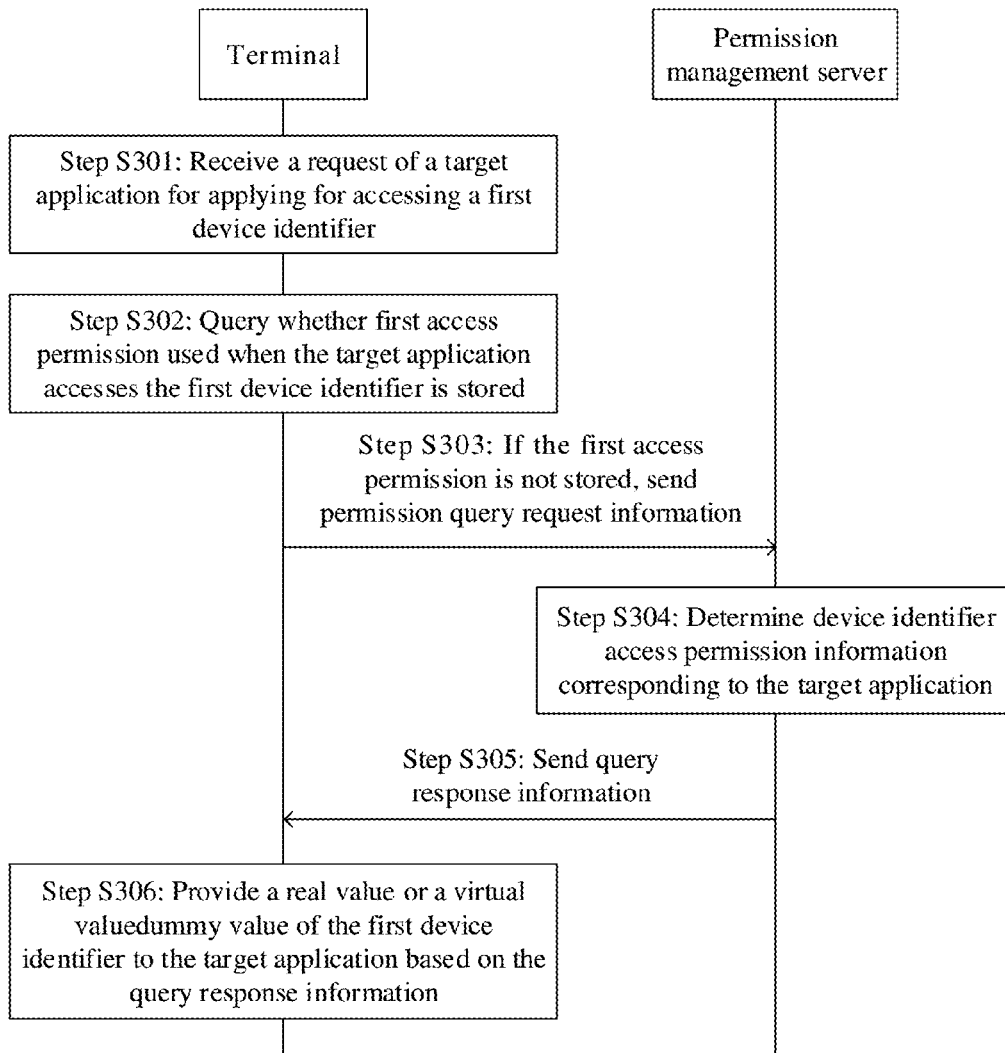 Terminal
Permission
management server
Step S301: Receive a request of a target
application for applying for accessing a first
device identifier
Step S302: Query whether first access
permission used when the target application
accesses the first device identifier is stored
Step S303: If the first access
permission is not stored, send
permission query request information
Step S304: Determine device identifier
access permission information
corresponding to the target application
Step S305: Send query
response information
Step S306: Provide a real value or a virtual
valuedummy value of the first device
identifier to the target application based on the
query response information